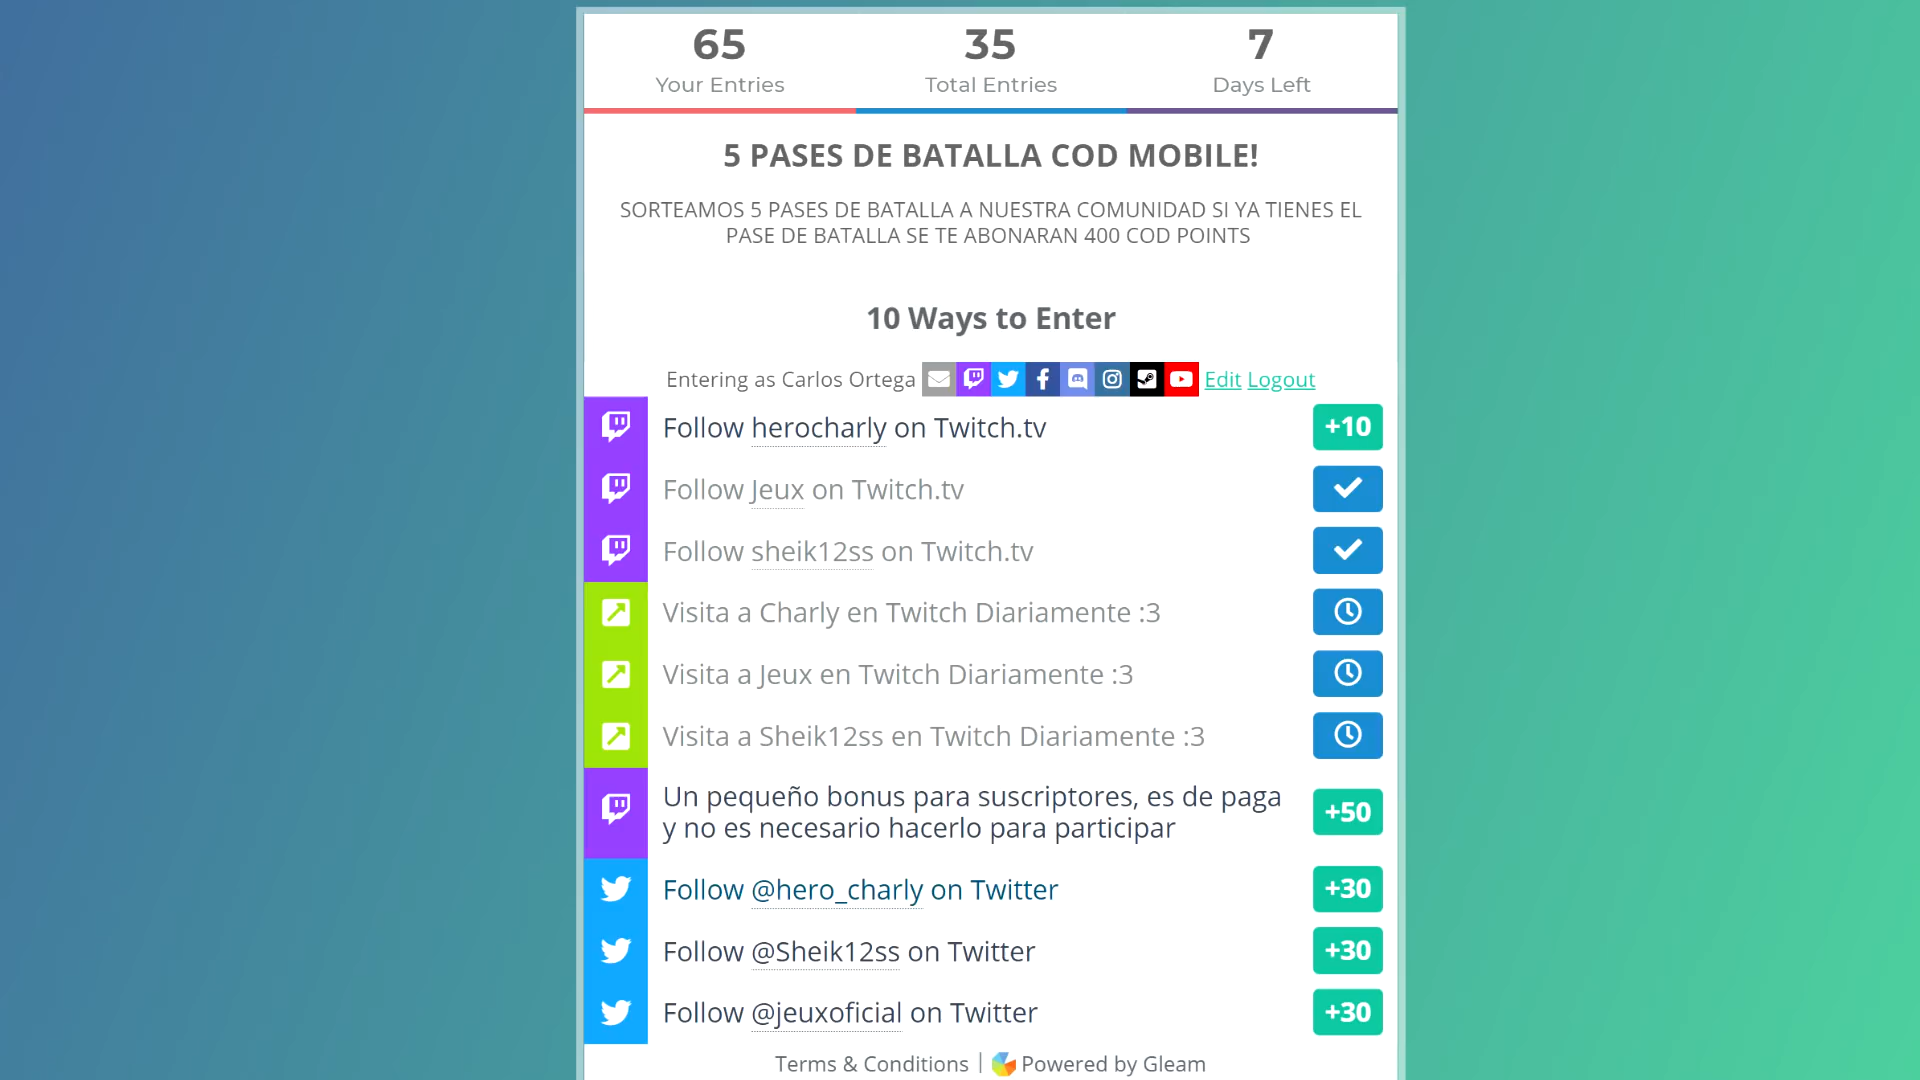 65 35 7
Your Entries Total Entries Days Left
5 PASES DE BATALLA COD MOBILE!
SORTEAMOS 5 PASES DE BATALLA A NUESTRA COMUNIDAD SI YA TIENES EL
PASE DE BATALLA SE TE ABONARAN 400 COD POINTS
10 Ways to Enter
Entering as Carlos Ortega Edit Logout
Follow herocharly on Twitch.tv +10
Follow Jeux on Twitch.tv
Follow sheik12ss on Twitch.tv
Visita a Charly en Twitch Diariamente :3
Visita a Jeux en Twitch Diariamente :3
Visita a Sheik12ss en Twitch Diariamente :3
Un pequeño bonus para suscriptores, es de paga
y no es necesario hacerlo para participar +50
Follow @hero_charly on Twitter +30
Follow @Sheik12ss on Twitter +30
Follow @jeuxoficial on Twitter +30
Terms & Conditions | Powered by Gleam